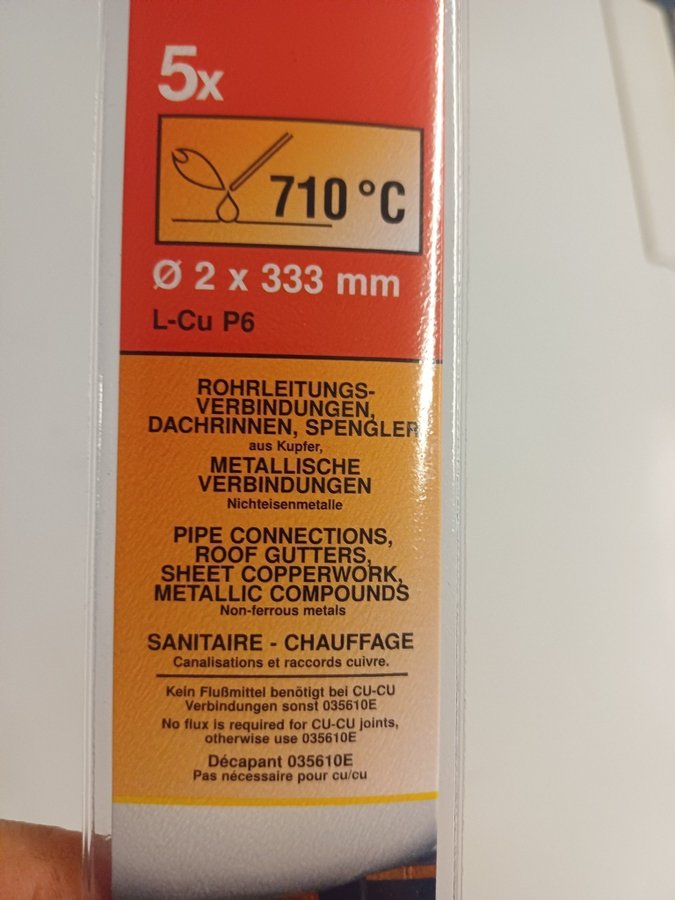 5x
710 °C
Ø 2 x 333 mm
L-Cu P6
ROHRLEITUNGS-
VERBINDUNGEN,
DACHRINNEN, SPENGLER
aus Kupfer,
METALLISCHE
VERBINDUNGEN
Nichteisenmetalle
PIPE CONNECTIONS,
ROOF GUTTERS,
SHEET COPPERWORK,
METALLIC COMPOUNDS
Non-ferrous metals
SANITAIRE - CHAUFFAGE
Canalisations et raccords cuivre.
Kein Flußmittel benötigt bei CU-CU
Verbindungen sonst 035610E
No flux is required for CU-CU joints,
otherwise use 035610E
Décapant 035610E
Pas nécessaire pour cu/cu